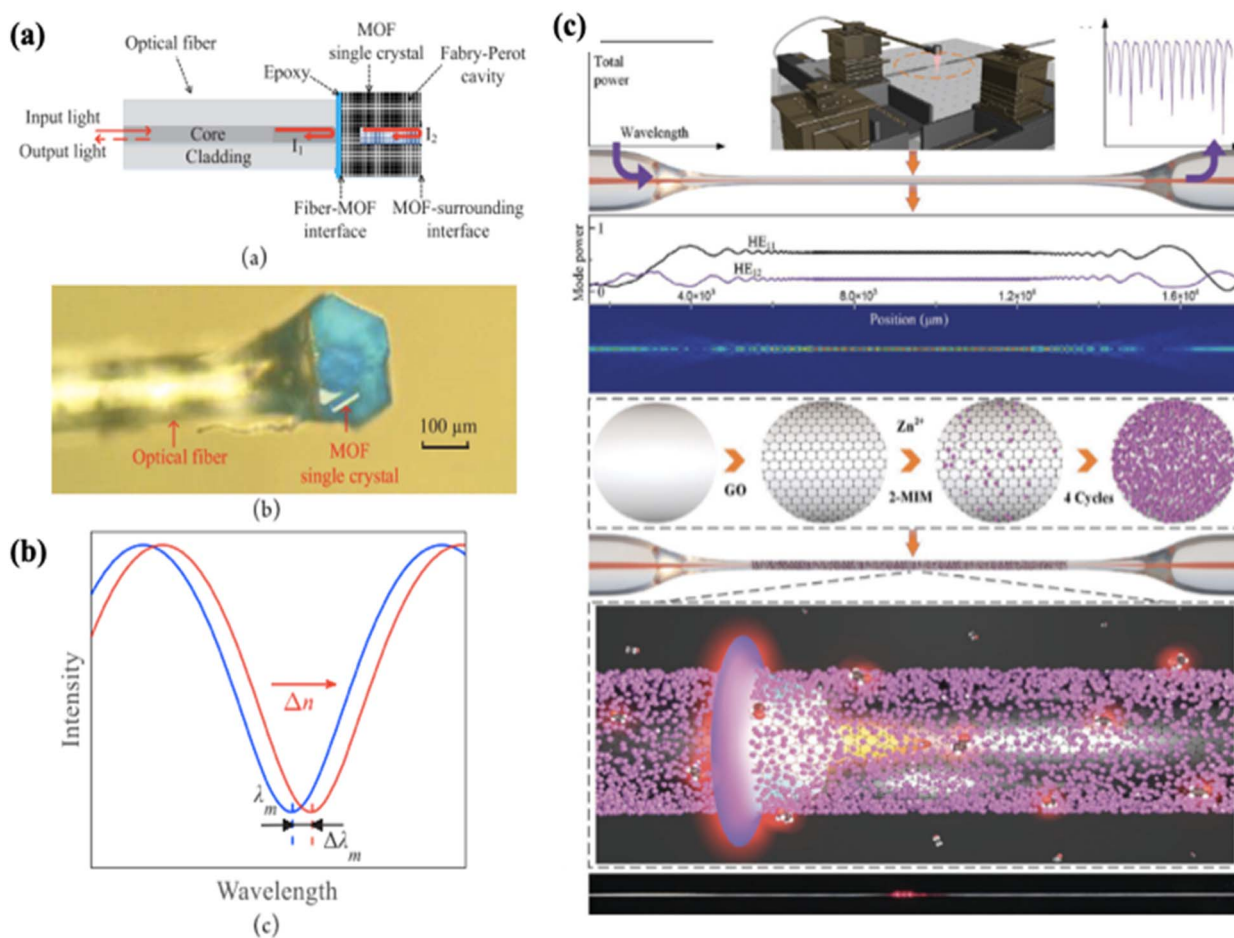 (a)
Optical fiber
MOF
single crystal
Fabry-Perot
cavity
Epoxy
Input light
Output light
Core
Cladding
I₁
I₂
Fiber-MOF
interface
MOF-surrounding
interface
(a)
Optical fiber
MOF
single crystal
100 μm
(b)
(b)
Intensity
Δn
λₘ
Δλₘ
Wavelength
(c)
(c)
Total
power
Wavelength
Mode power
1
0
HE₁₁
HE₁₂
4.0×10³
8.0×10³
1.2×10⁴
1.6×10⁴
Position (μm)
GO
Zn²⁺
2-MIM
4 Cycles